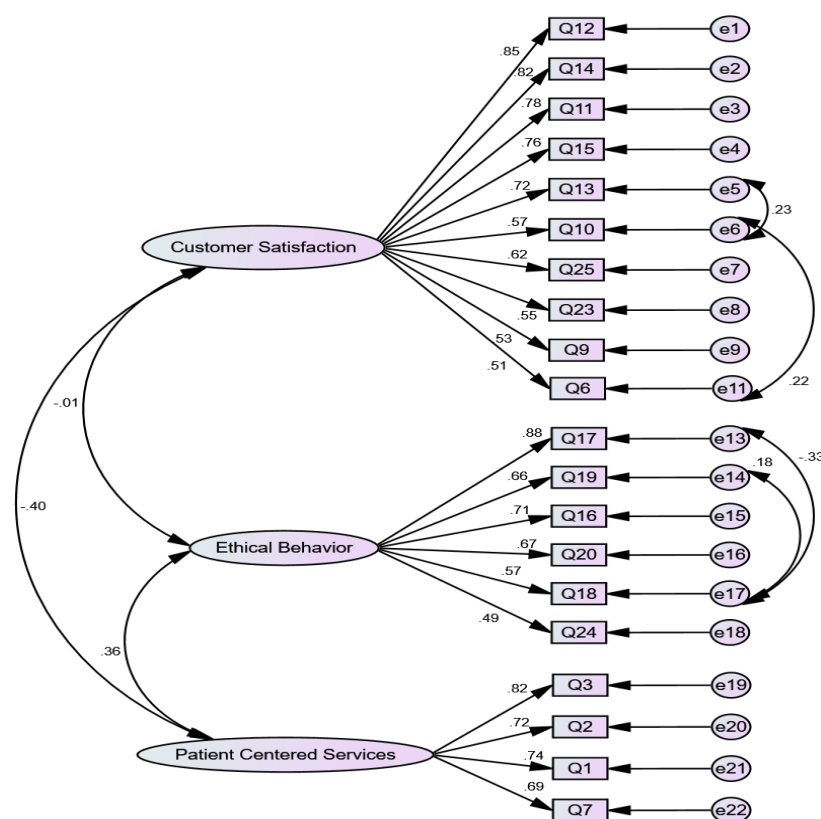 Q12 e1
.85
Q14 e2
.82
.78 Q11 e3
.76 Q15 e4
.72 Q13 e5
.23
.57 Q10 e6
Customer Satisfaction
.62 Q25 e7
Q23 e8
.55
53 Q9 e9
.51 Q6 e11
.22
-.01
.88 Q17 e13
.18 -.33
.66 Q19 e14
-.40
.71 Q16 e15
Ethical Behavior
.67 Q20 e16
.57 Q18 e17
.49 Q24 e18
.36
.82 Q3 e19
.72 Q2 e20
Patient Centered Services
.74 Q1 e21
.69 Q7 e22